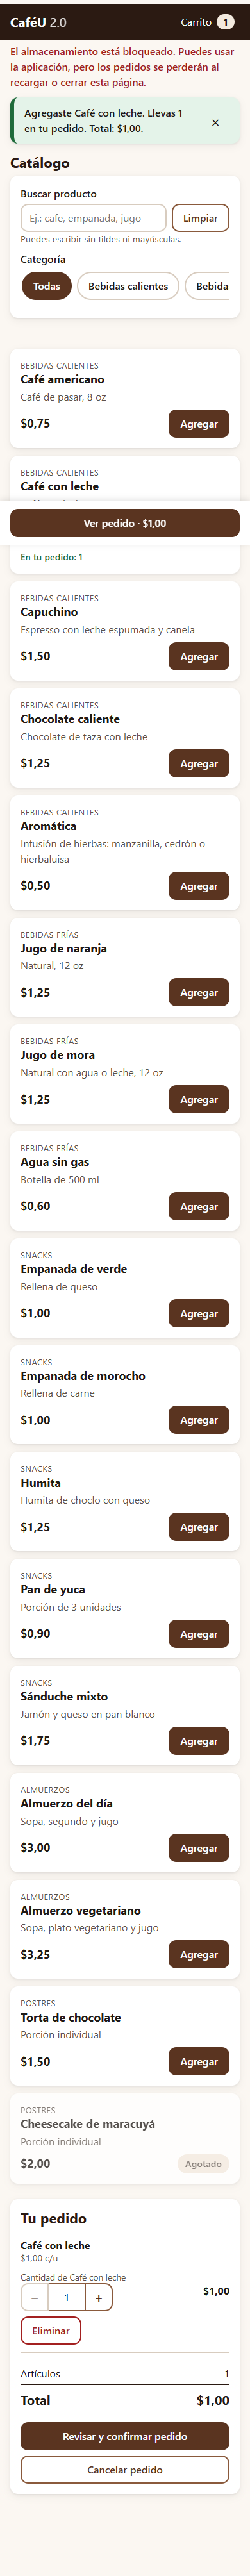 CaféU 2.0
Carrito 1
El almacenamiento está bloqueado. Puedes usar
la aplicación, pero los pedidos se perderán al
recargar o cerrar esta página.
Agregaste Café con leche. Llevas 1
en tu pedido. Total: $1,00.
×
Catálogo
Buscar producto
Ej.: cafe, empanada, jugo
Limpiar
Puedes escribir sin tildes ni mayúsculas.
Categoría
Todas
Bebidas calientes
Bebidas
BEBIDAS CALIENTES
Café americano
Café de pasar, 8 oz
$0,75
Agregar
BEBIDAS CALIENTES
Café con leche
Ver pedido · $1,00
En tu pedido: 1
BEBIDAS CALIENTES
Capuchino
Espresso con leche espumada y canela
$1,50
Agregar
BEBIDAS CALIENTES
Chocolate caliente
Chocolate de taza con leche
$1,25
Agregar
BEBIDAS CALIENTES
Aromática
Infusión de hierbas: manzanilla, cedrón o
hierbaluisa
$0,50
Agregar
BEBIDAS FRÍAS
Jugo de naranja
Natural, 12 oz
$1,25
Agregar
BEBIDAS FRÍAS
Jugo de mora
Natural con agua o leche, 12 oz
$1,25
Agregar
BEBIDAS FRÍAS
Agua sin gas
Botella de 500 ml
$0,60
Agregar
SNACKS
Empanada de verde
Rellena de queso
$1,00
Agregar
SNACKS
Empanada de morocho
Rellena de carne
$1,00
Agregar
SNACKS
Humita
Humita de choclo con queso
$1,25
Agregar
SNACKS
Pan de yuca
Porción de 3 unidades
$0,90
Agregar
SNACKS
Sánduche mixto
Jamón y queso en pan blanco
$1,75
Agregar
ALMUERZOS
Almuerzo del día
Sopa, segundo y jugo
$3,00
Agregar
ALMUERZOS
Almuerzo vegetariano
Sopa, plato vegetariano y jugo
$3,25
Agregar
POSTRES
Torta de chocolate
Porción individual
$1,50
Agregar
POSTRES
Cheesecake de maracuyá
Porción individual
$2,00
Agotado
Tu pedido
Café con leche
$1,00 c/u
Cantidad de Café con leche
− 1 +
$1,00
Eliminar
Artículos 1
Total $1,00
Revisar y confirmar pedido
Cancelar pedido